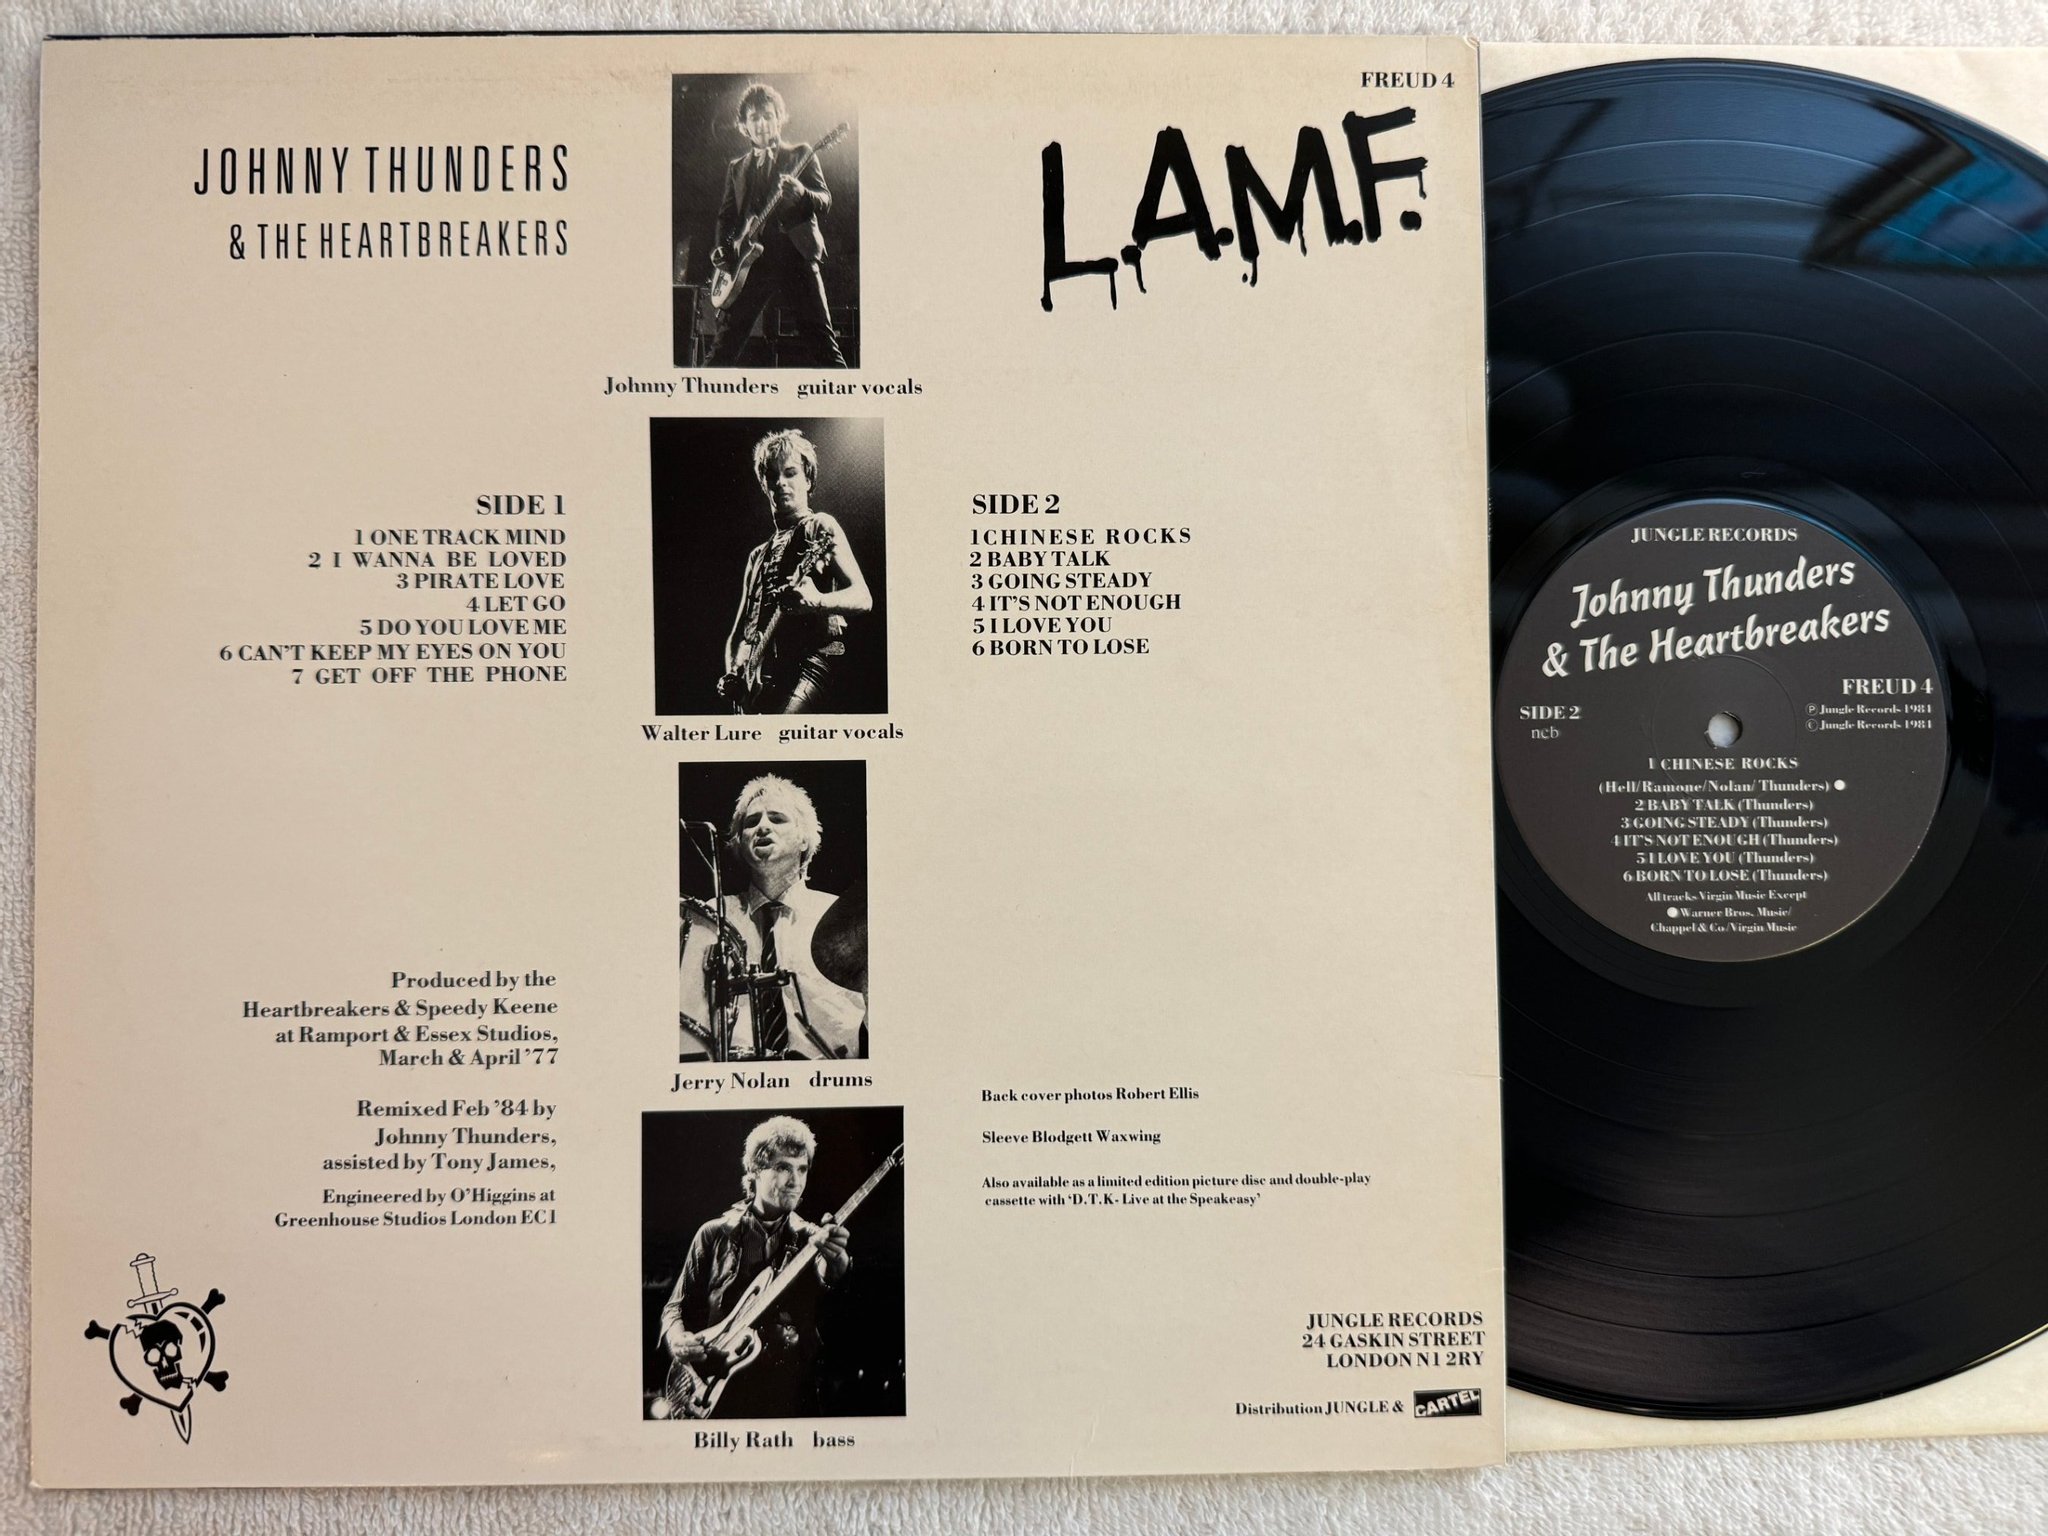 FREUD 4
JOHNNY THUNDERS
& THE HEARTBREAKERS
L.A.M.F.
Johnny Thunders guitar vocals
SIDE 1
1 ONE TRACK MIND
2 I WANNA BE LOVED
3 PIRATE LOVE
4 LET GO
5 DO YOU LOVE ME
6 CAN'T KEEP MY EYES ON YOU
7 GET OFF THE PHONE
Walter Lure guitar vocals
SIDE 2
1 CHINESE ROCKS
2 BABY TALK
3 GOING STEADY
4 IT'S NOT ENOUGH
5 I LOVE YOU
6 BORN TO LOSE
Produced by the
Heartbreakers & Speedy Keene
at Ramport & Essex Studios,
March & April '77
Remixed Feb '84 by
Johnny Thunders,
assisted by Tony James,
Engineered by O'Higgins at
Greenhouse Studios London EC1
Jerry Nolan drums
Billy Rath bass
Back cover photos Robert Ellis
Sleeve Blodgett Waxwing
Also available as a limited edition picture disc and double-play
cassette with 'D.T.K- Live at the Speakeasy'
JUNGLE RECORDS
24 GASKIN STREET
LONDON N1 2RY
Distribution JUNGLE & CARTEL
JUNGLE RECORDS
Johnny Thunders
& The Heartbreakers
FREUD 4
SIDE 2
ncb
Ⓟ Jungle Records 1984
Ⓒ Jungle Records 1984
1 CHINESE ROCKS
(Hell/Ramone/Nolan/ Thunders) ●
2 BABY TALK (Thunders)
3 GOING STEADY (Thunders)
4 IT'S NOT ENOUGH (Thunders)
5 I LOVE YOU (Thunders)
6 BORN TO LOSE (Thunders)
All tracks Virgin Music Except
● Warner Bros. Music/
Chappel & Co/Virgin Music